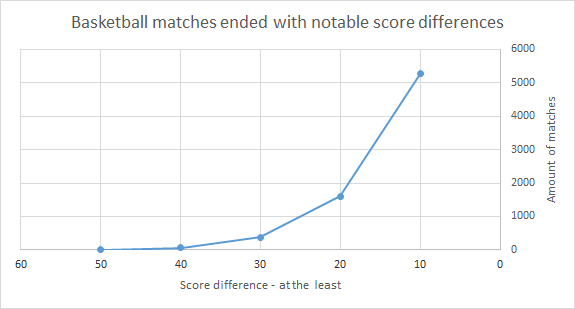 Basketball matches ended with notable score differences
6000
5000
4000
3000
2000
1000
0
Amount of matches
60 50 40 30 20 10 0
Score difference - at the least